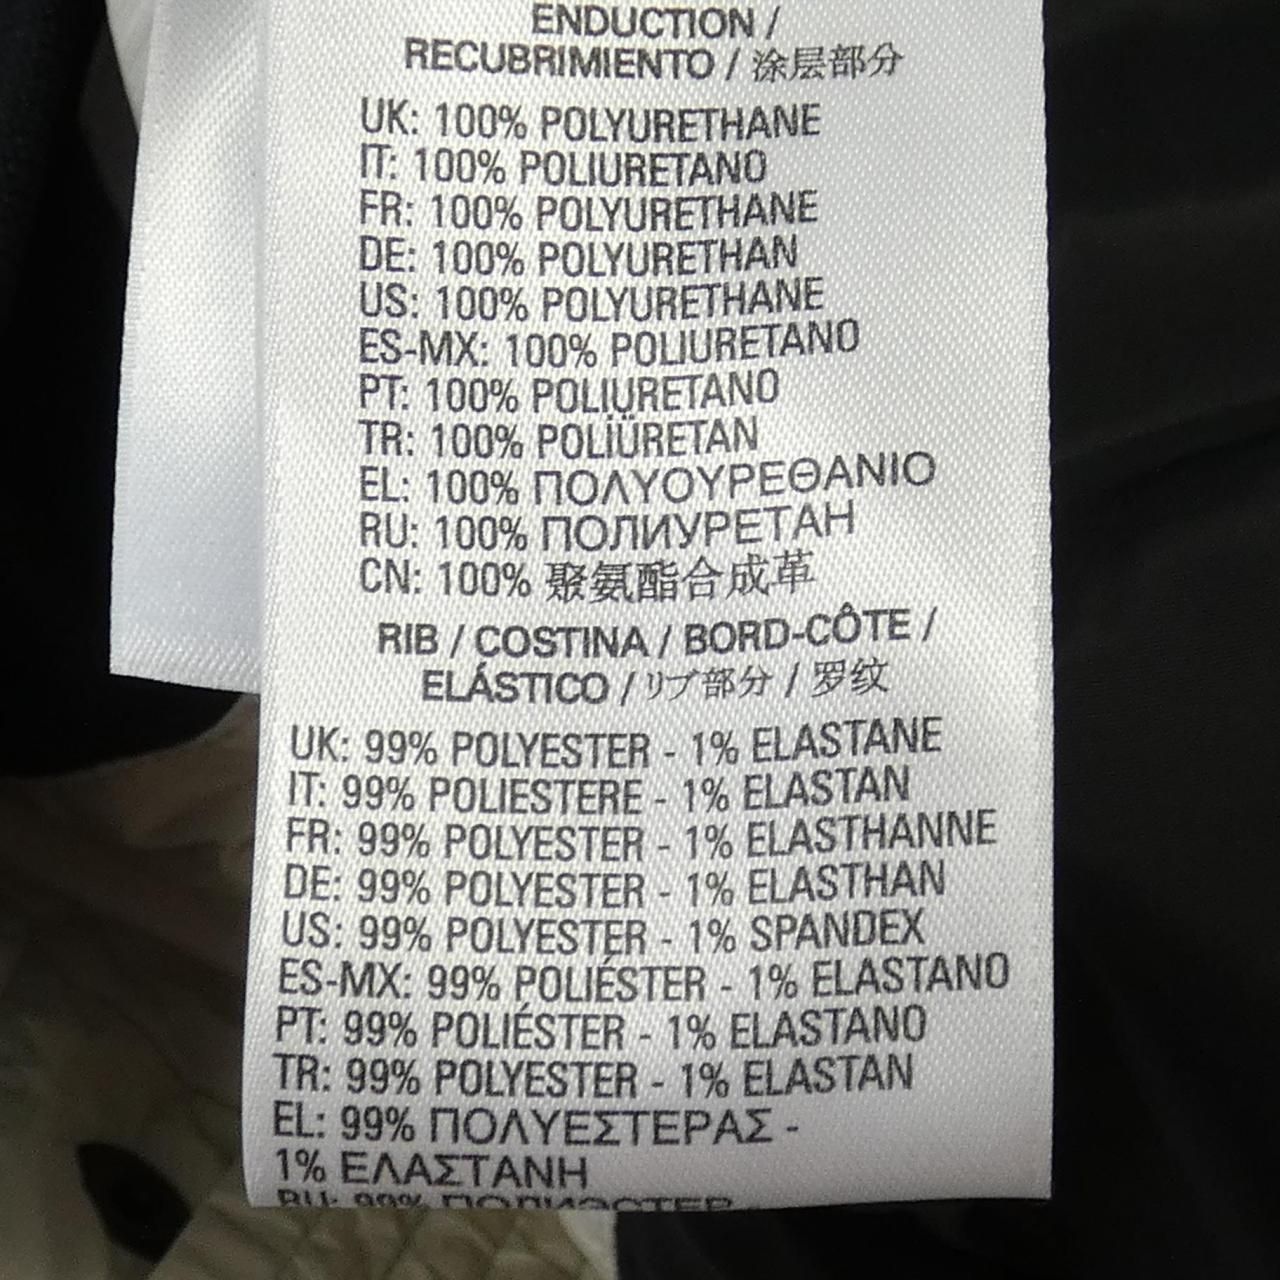 ENDUCTION /
RECUBRIMIENTO / 涂层部分
UK: 100% POLYURETHANE
IT: 100% POLIURETANO
FR: 100% POLYURETHANE
DE: 100% POLYURETHAN
US: 100% POLYURETHANE
ES-MX: 100% POLIURETANO
PT: 100% POLIURETANO
TR: 100% POLİÜRETAN
EL: 100% ΠΟΛΥΟΥΡΕΘΑΝΙΟ
RU: 100% ПОЛИУРЕТАН
CN: 100% 聚氨酯合成革
RIB / COSTINA / BORD-CÔTE /
ELÁSTICO / リブ部分 / 罗纹
UK: 99% POLYESTER - 1% ELASTANE
IT: 99% POLIESTERE - 1% ELASTAN
FR: 99% POLYESTER - 1% ELASTHANNE
DE: 99% POLYESTER - 1% ELASTHAN
US: 99% POLYESTER - 1% SPANDEX
ES-MX: 99% POLIÉSTER - 1% ELASTANO
PT: 99% POLIÉSTER - 1% ELASTANO
TR: 99% POLYESTER - 1% ELASTAN
EL: 99% ΠΟΛΥΕΣΤΕΡΑΣ -
1% ΕΛΑΣΤΑΝΗ
RU: 99% ПОЛИЭСТЕР -